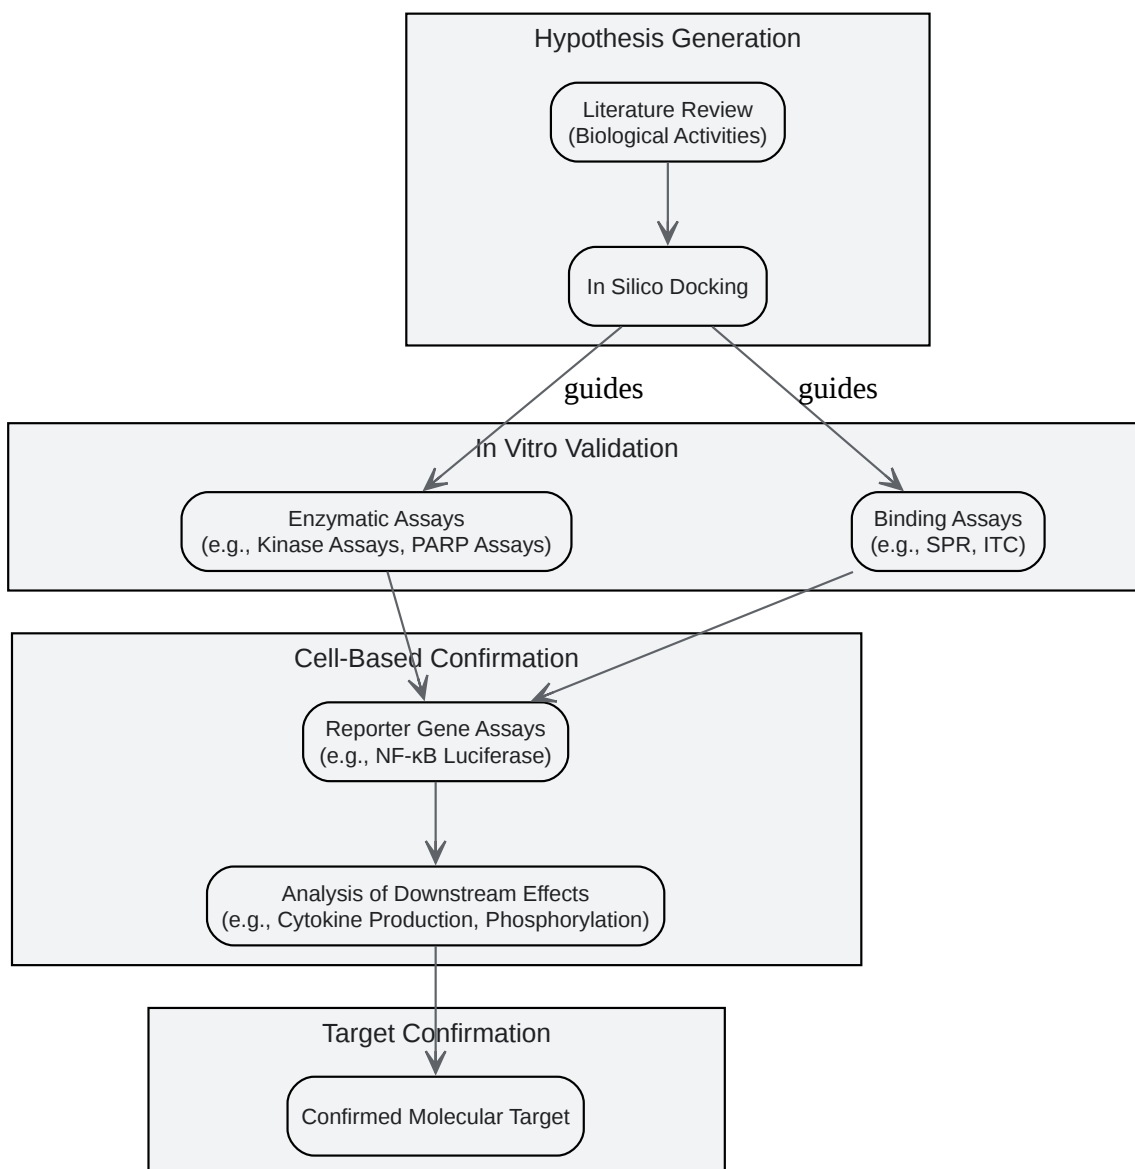 Hypothesis Generation
Literature Review
(Biological Activities)
In Silico Docking
guides
guides
In Vitro Validation
Enzymatic Assays
(e.g., Kinase Assays, PARP Assays)
Binding Assays
(e.g., SPR, ITC)
Cell-Based Confirmation
Reporter Gene Assays
(e.g., NF-κB Luciferase)
Analysis of Downstream Effects
(e.g., Cytokine Production, Phosphorylation)
Target Confirmation
Confirmed Molecular Target